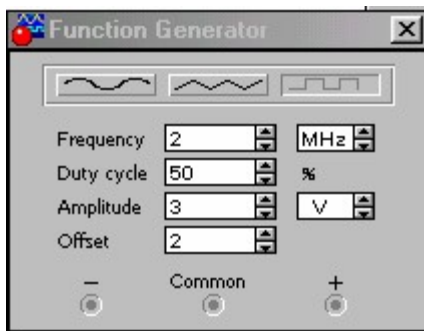 Function Generator
Frequency 2 MHz
Duty cycle 50 %
Amplitude 3 V
Offset 2
− Common +